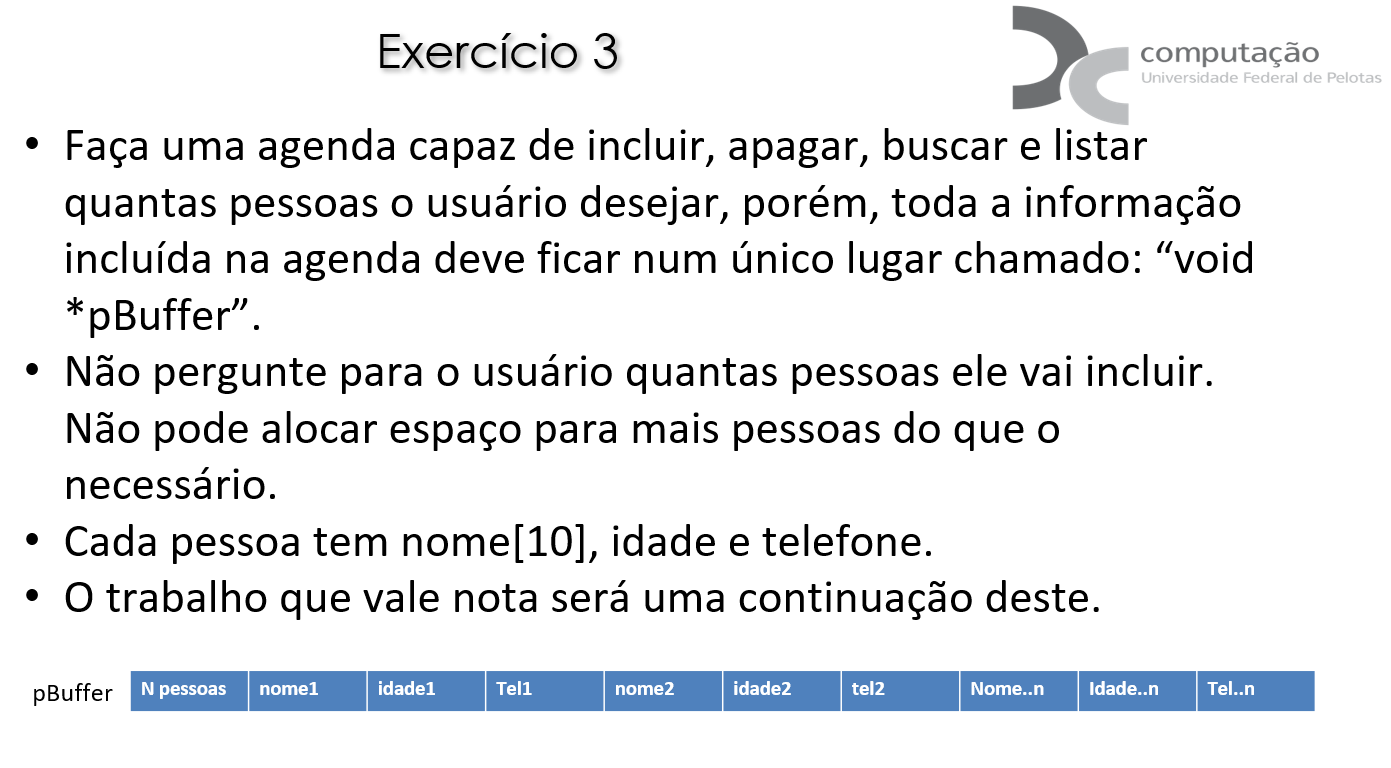 Exercício 3
computação
Universidade Federal de Pelotas
• Faça uma agenda capaz de incluir, apagar, buscar e listar
quantas pessoas o usuário desejar, porém, toda a informação
incluída na agenda deve ficar num único lugar chamado: “void
*pBuffer”.
• Não pergunte para o usuário quantas pessoas ele vai incluir.
Não pode alocar espaço para mais pessoas do que o
necessário.
• Cada pessoa tem nome[10], idade e telefone.
• O trabalho que vale nota será uma continuação deste.
pBuffer N pessoas nome1 idade1 Tel1 nome2 idade2 tel2 Nome..n Idade..n Tel..n